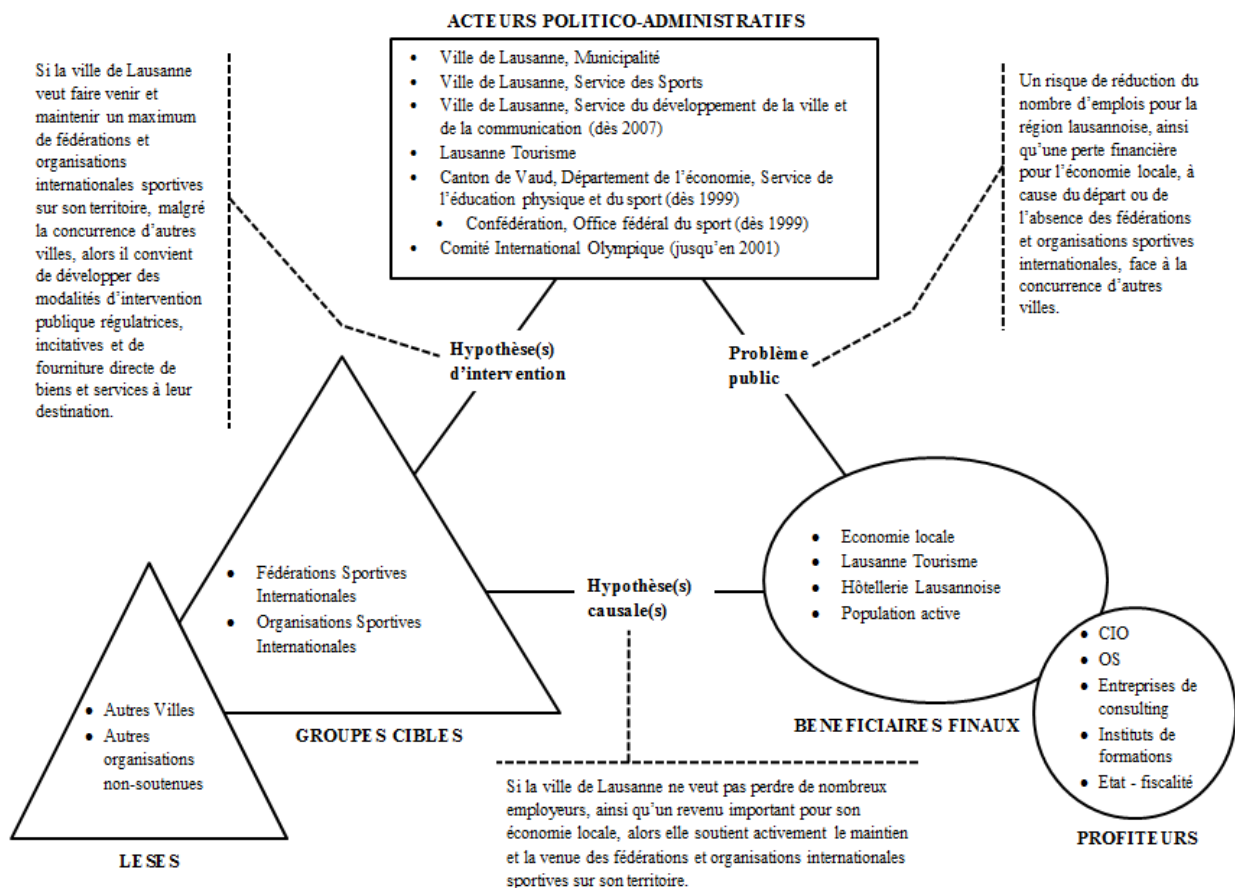 ACTEURS POLITICO-ADMINISTRATIFS
• Ville de Lausanne, Municipalité
• Ville de Lausanne, Service des Sports
• Ville de Lausanne, Service du développement de la ville et
de la communication (dès 2007)
• Lausanne Tourisme
• Canton de Vaud, Département de l'économie, Service de
l'éducation physique et du sport (dès 1999)
• Confédération, Office fédéral du sport (dès 1999)
• Comité International Olympique (jusqu'en 2001)
Si la ville de Lausanne
veut faire venir et
maintenir un maximum
de fédérations et
organisations
internationales sportives
sur son territoire, malgré
la concurrence d'autres
villes, alors il convient
de développer des
modalités d'intervention
publique régulatrices,
incitatives et de
fourniture directe de
biens et services à leur
destination.
Un risque de réduction du
nombre d'emplois pour la
région lausannoise, ainsi
qu'une perte financière
pour l'économie locale, à
cause du départ ou de
l'absence des fédérations
et organisations sportives
internationales, face à la
concurrence d'autres
villes.
Hypothèse(s)
d'intervention
Problème
public
• Fédérations Sportives
Internationales
• Organisations Sportives
Internationales
GROUPES CIBLES
Hypothèse(s)
causale(s)
• Economie locale
• Lausanne Tourisme
• Hôtellerie Lausannoise
• Population active
BENEFICIAIRES FINAUX
• Autres Villes
• Autres
organisations
non-soutenues
LESES
• CIO
• OS
• Entreprises de
consulting
• Instituts de
formations
• Etat - fiscalité
PROFITEURS
Si la ville de Lausanne ne veut pas perdre de nombreux
employeurs, ainsi qu'un revenu important pour son
économie locale, alors elle soutient activement le maintien
et la venue des fédérations et organisations internationales
sportives sur son territoire.